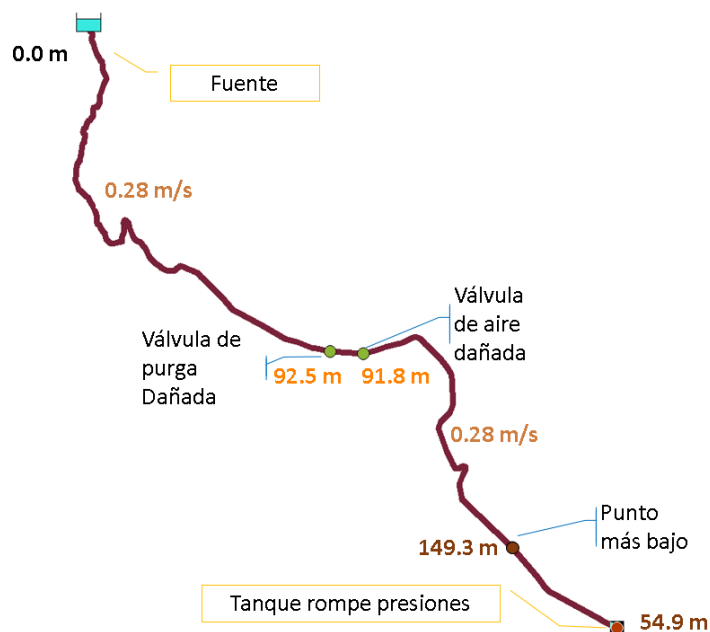 0.0 m
Fuente
0.28 m/s
Válvula
de aire
dañada
Válvula de
purga
Dañada
92.5 m
91.8 m
0.28 m/s
Punto
más bajo
149.3 m
Tanque rompe presiones
54.9 m